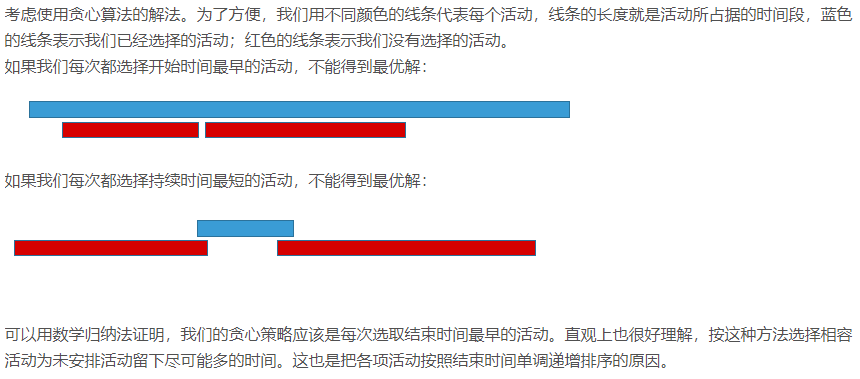 考虑使用贪心算法的解法。为了方便，我们用不同颜色的线条代表每个活动，线条的长度就是活动所占据的时间段，蓝色
的线条表示我们已经选择的活动；红色的线条表示我们没有选择的活动。
如果我们每次都选择开始时间最早的活动，不能得到最优解：
如果我们每次都选择持续时间最短的活动，不能得到最优解：
可以用数学归纳法证明，我们的贪心策略应该是每次选取结束时间最早的活动。直观上也很好理解，按这种方法选择相容
活动为未安排活动留下尽可能多的时间。这也是把各项活动按照结束时间单调递增排序的原因。